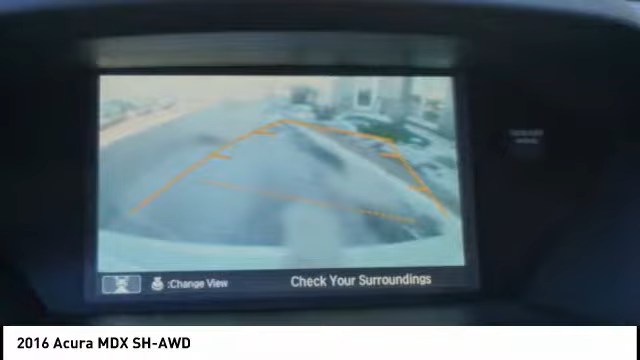 :Change View
Check Your Surroundings
2016 Acura MDX SH-AWD